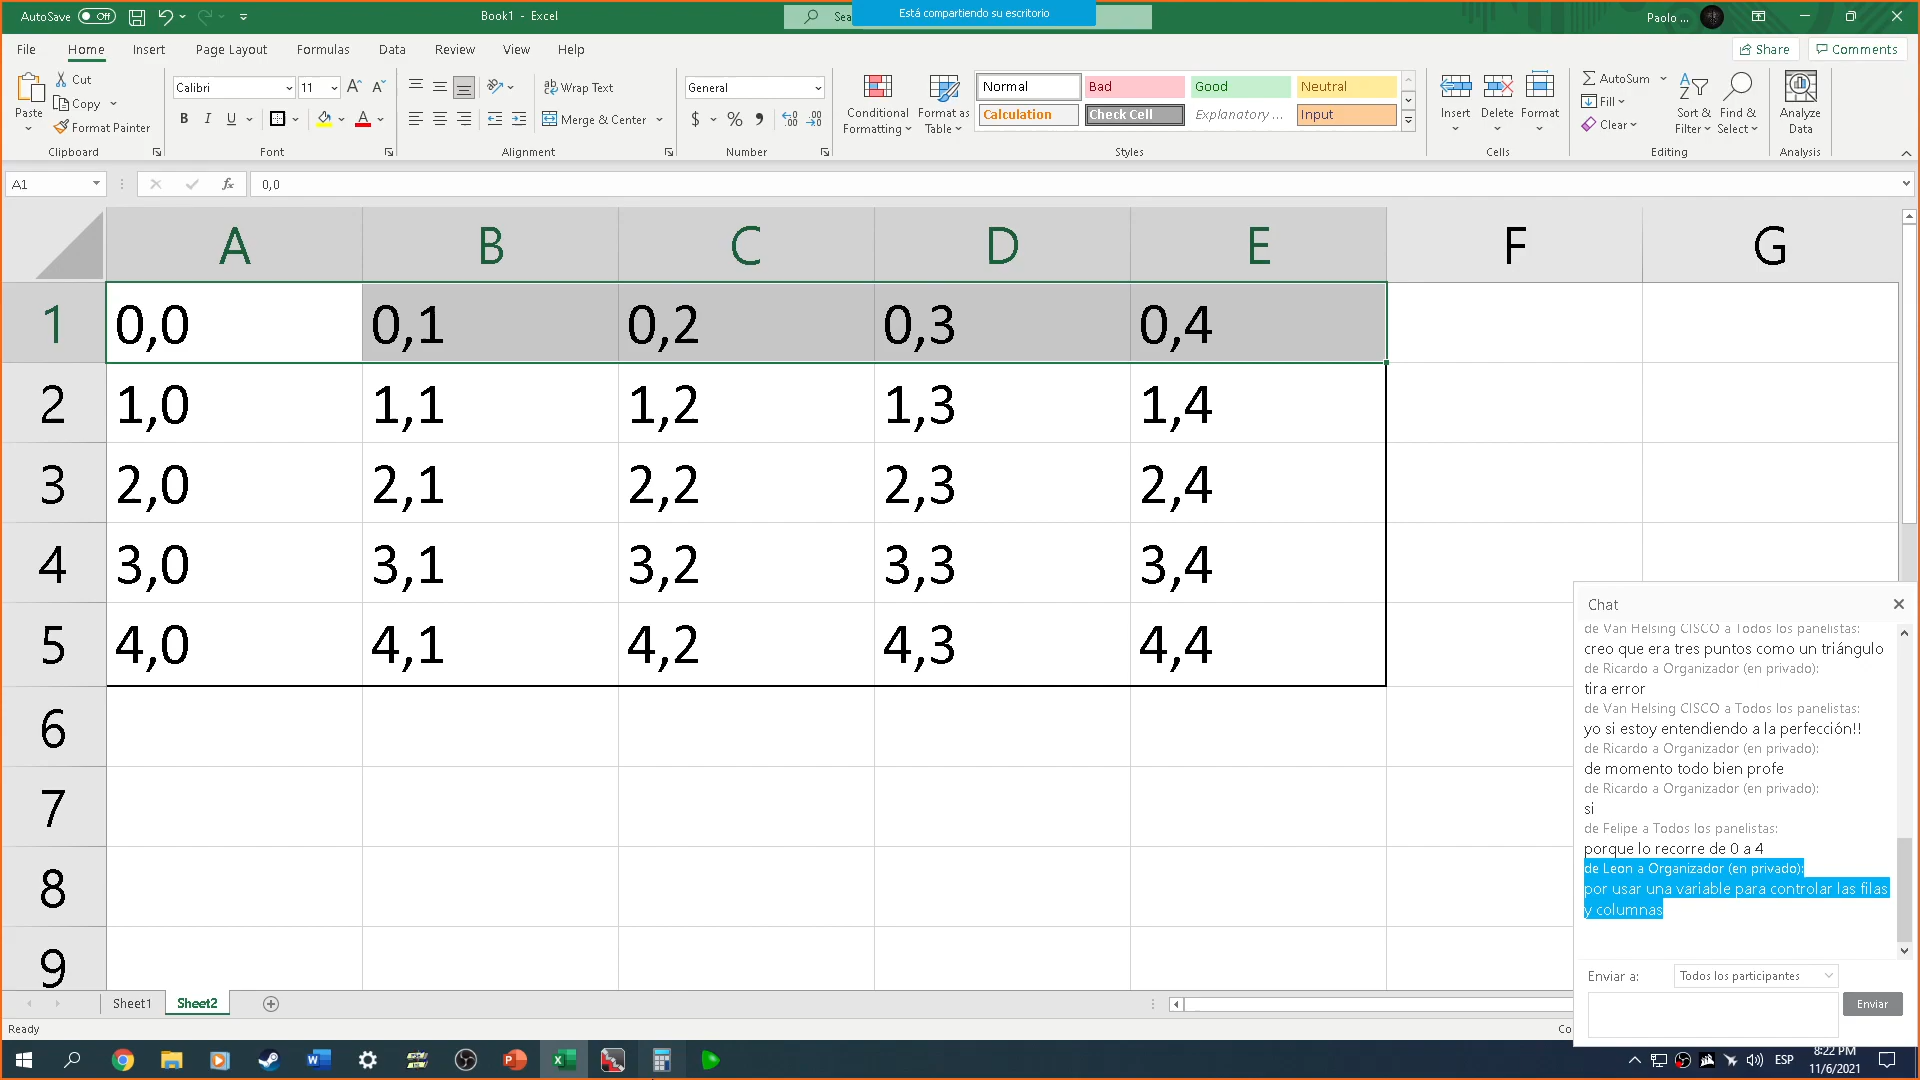 AutoSave Off
Book1 - Excel
Sea
Está compartiendo su escritorio
Paolo ...
File Home Insert Page Layout Formulas Data Review View Help
Share Comments
Paste
Cut
Copy
Format Painter
Clipboard
Calibri 11
B I U
Font
Wrap Text
Merge & Center
Alignment
General
$ %
Number
Conditional Formatting
Format as Table
Normal Bad Good Neutral
Calculation Check Cell Explanatory ... Input
Styles
Insert Delete Format
Cells
AutoSum
Fill
Clear
Sort & Filter
Find & Select
Editing
Analyze Data
Analysis
A1
fx
0,0
A B C D E F G
1 0,0 0,1 0,2 0,3 0,4
2 1,0 1,1 1,2 1,3 1,4
3 2,0 2,1 2,2 2,3 2,4
4 3,0 3,1 3,2 3,3 3,4
5 4,0 4,1 4,2 4,3 4,4
6
7
8
9
Chat
de Van Helsing CISCO a Todos los panelistas:
creo que era tres puntos como un triángulo
de Ricardo a Organizador (en privado):
tira error
de Van Helsing CISCO a Todos los panelistas:
yo si estoy entendiendo a la perfección!!
de Ricardo a Organizador (en privado):
de momento todo bien profe
de Ricardo a Organizador (en privado):
si
de Felipe a Todos los panelistas:
porque lo recorre de 0 a 4
de Leon a Organizador (en privado):
por usar una variable para controlar las filas
y columnas
Enviar a: Todos los participantes
Enviar
Sheet1 Sheet2
Ready
Co
ESP
8:22 PM
11/6/2021